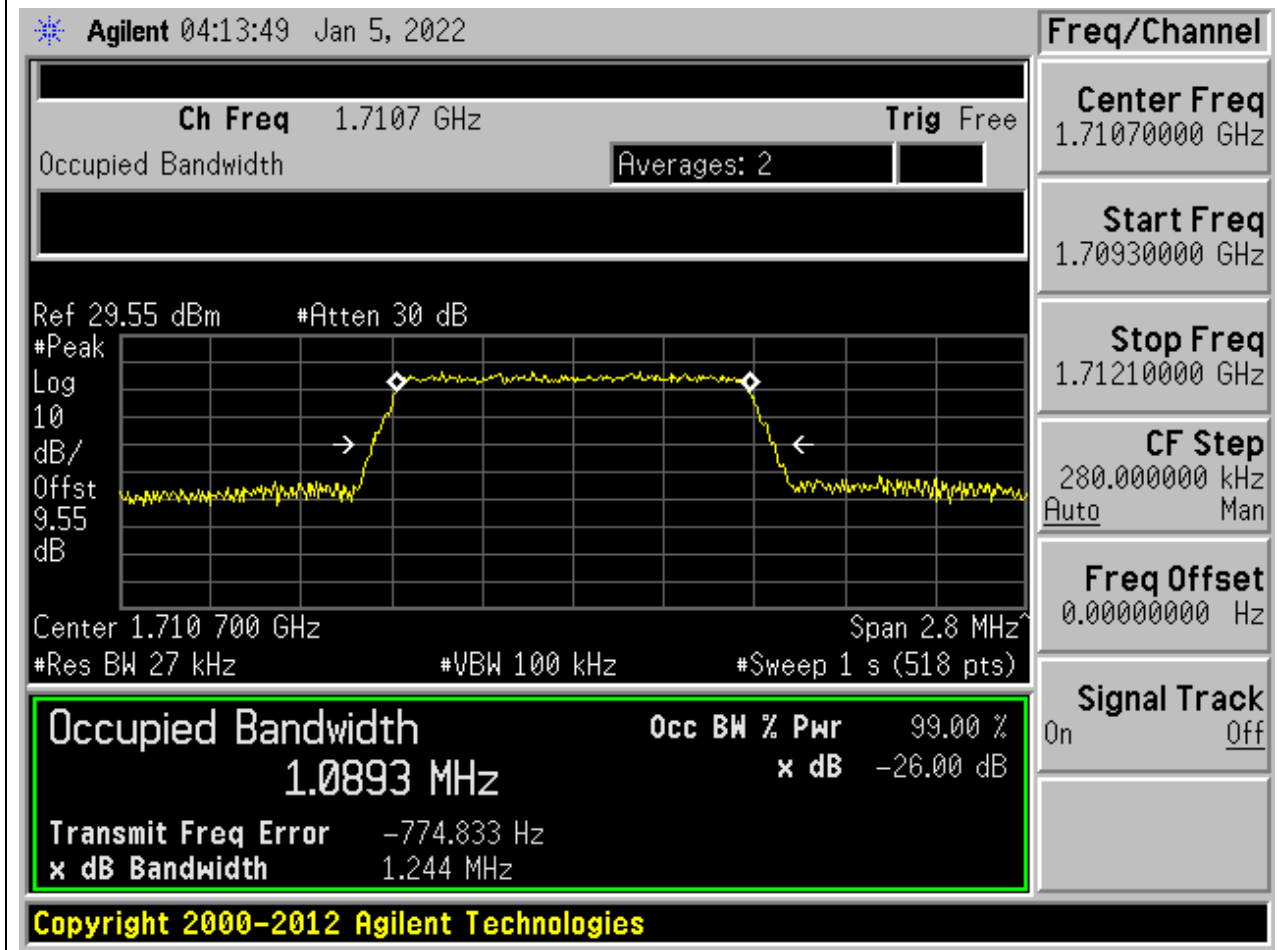 Agilent 04:13:49 Jan 5, 2022
Freq/Channel
Ch Freq 1.7107 GHz Trig Free
Occupied Bandwidth Averages: 2
Ref 29.55 dBm #Atten 30 dB
#Peak
Log
10
dB/
Offst
9.55
dB
Center 1.710 700 GHz Span 2.8 MHz^
#Res BW 27 kHz #VBW 100 kHz #Sweep 1 s (518 pts)
Occupied Bandwidth Occ BW % Pwr 99.00 %
1.0893 MHz x dB -26.00 dB
Transmit Freq Error -774.833 Hz
x dB Bandwidth 1.244 MHz
Center Freq
1.71070000 GHz
Start Freq
1.70930000 GHz
Stop Freq
1.71210000 GHz
CF Step
280.000000 kHz
Auto Man
Freq Offset
0.00000000 Hz
Signal Track
On Off
Copyright 2000-2012 Agilent Technologies